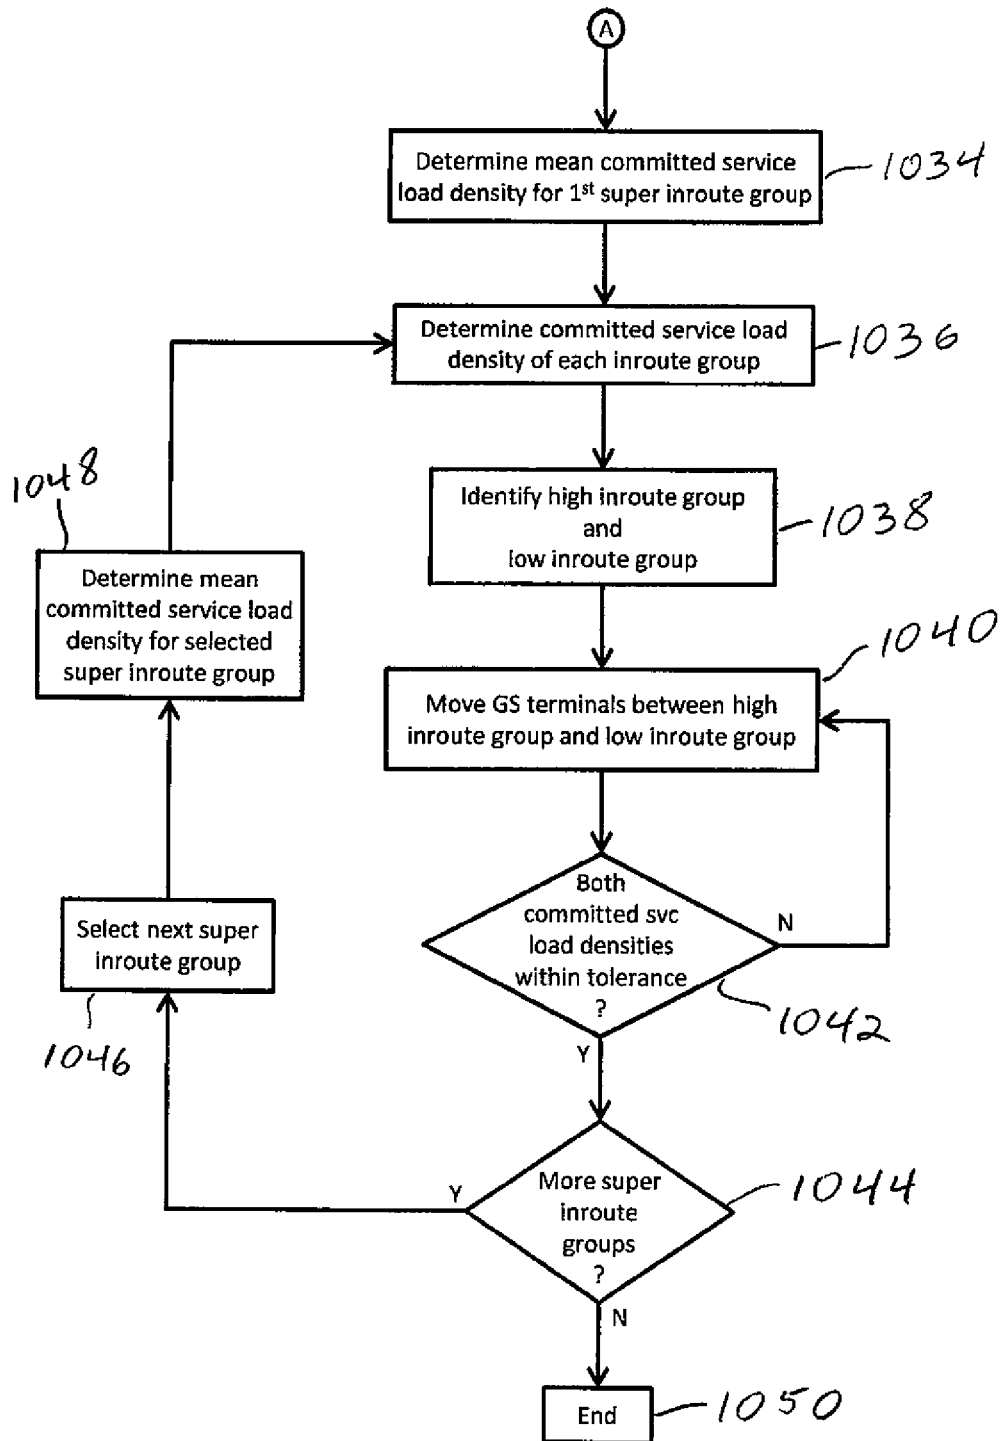 A
Determine mean committed service
load density for 1st super inroute group
1034
Determine committed service load
density of each inroute group
1036
Identify high inroute group
and
low inroute group
1038
1048
Determine mean
committed service load
density for selected
super inroute group
1040
Move GS terminals between high
inroute group and low inroute group
Both
committed svc
load densities
within tolerance
?
N
1042
Y
Select next super
inroute group
1046
More super
inroute
groups
?
Y
1044
N
End
1050